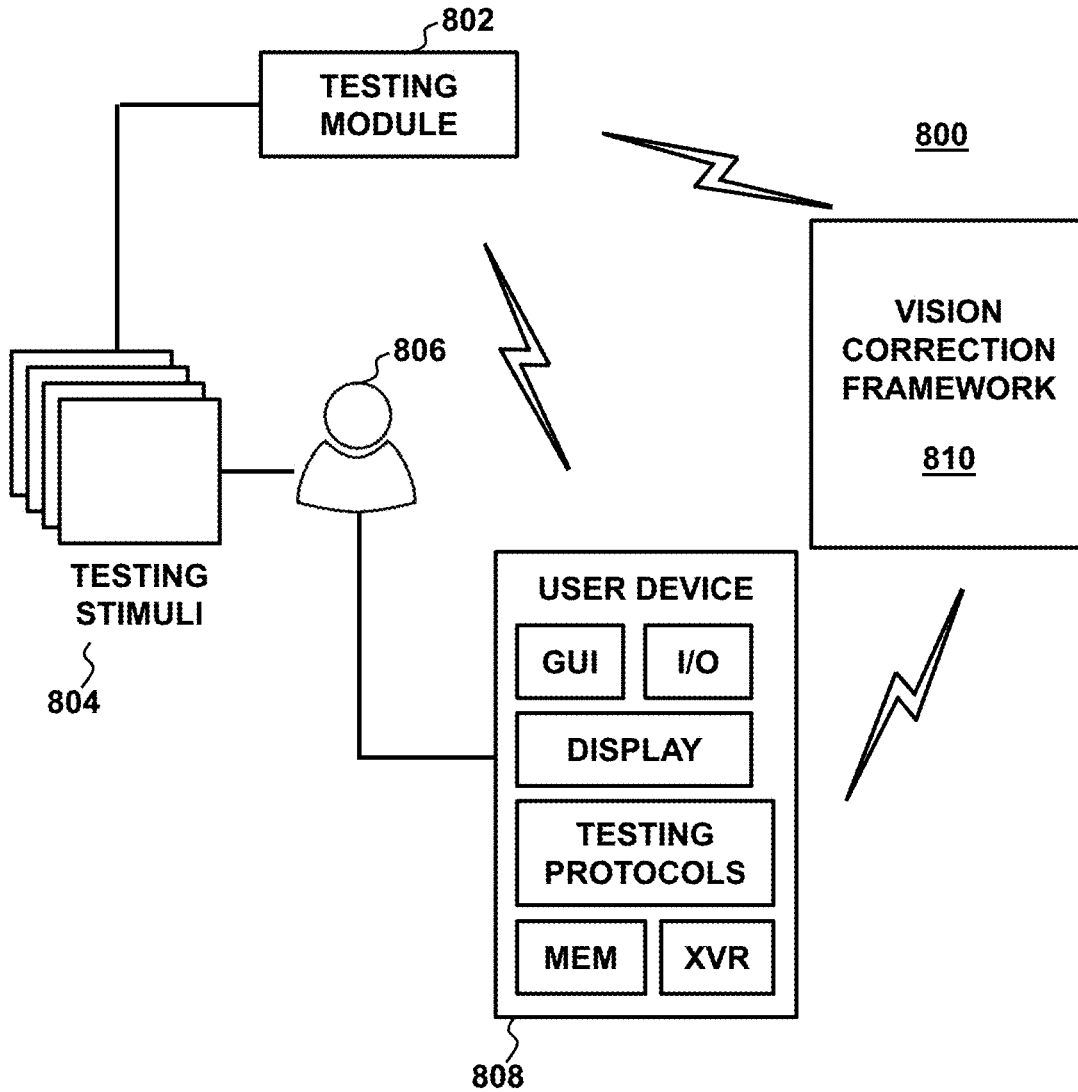 802
TESTING
MODULE
800
VISION
CORRECTION
FRAMEWORK
810
806
TESTING
STIMULI
804
USER DEVICE
GUI
I/O
DISPLAY
TESTING
PROTOCOLS
MEM
XVR
808